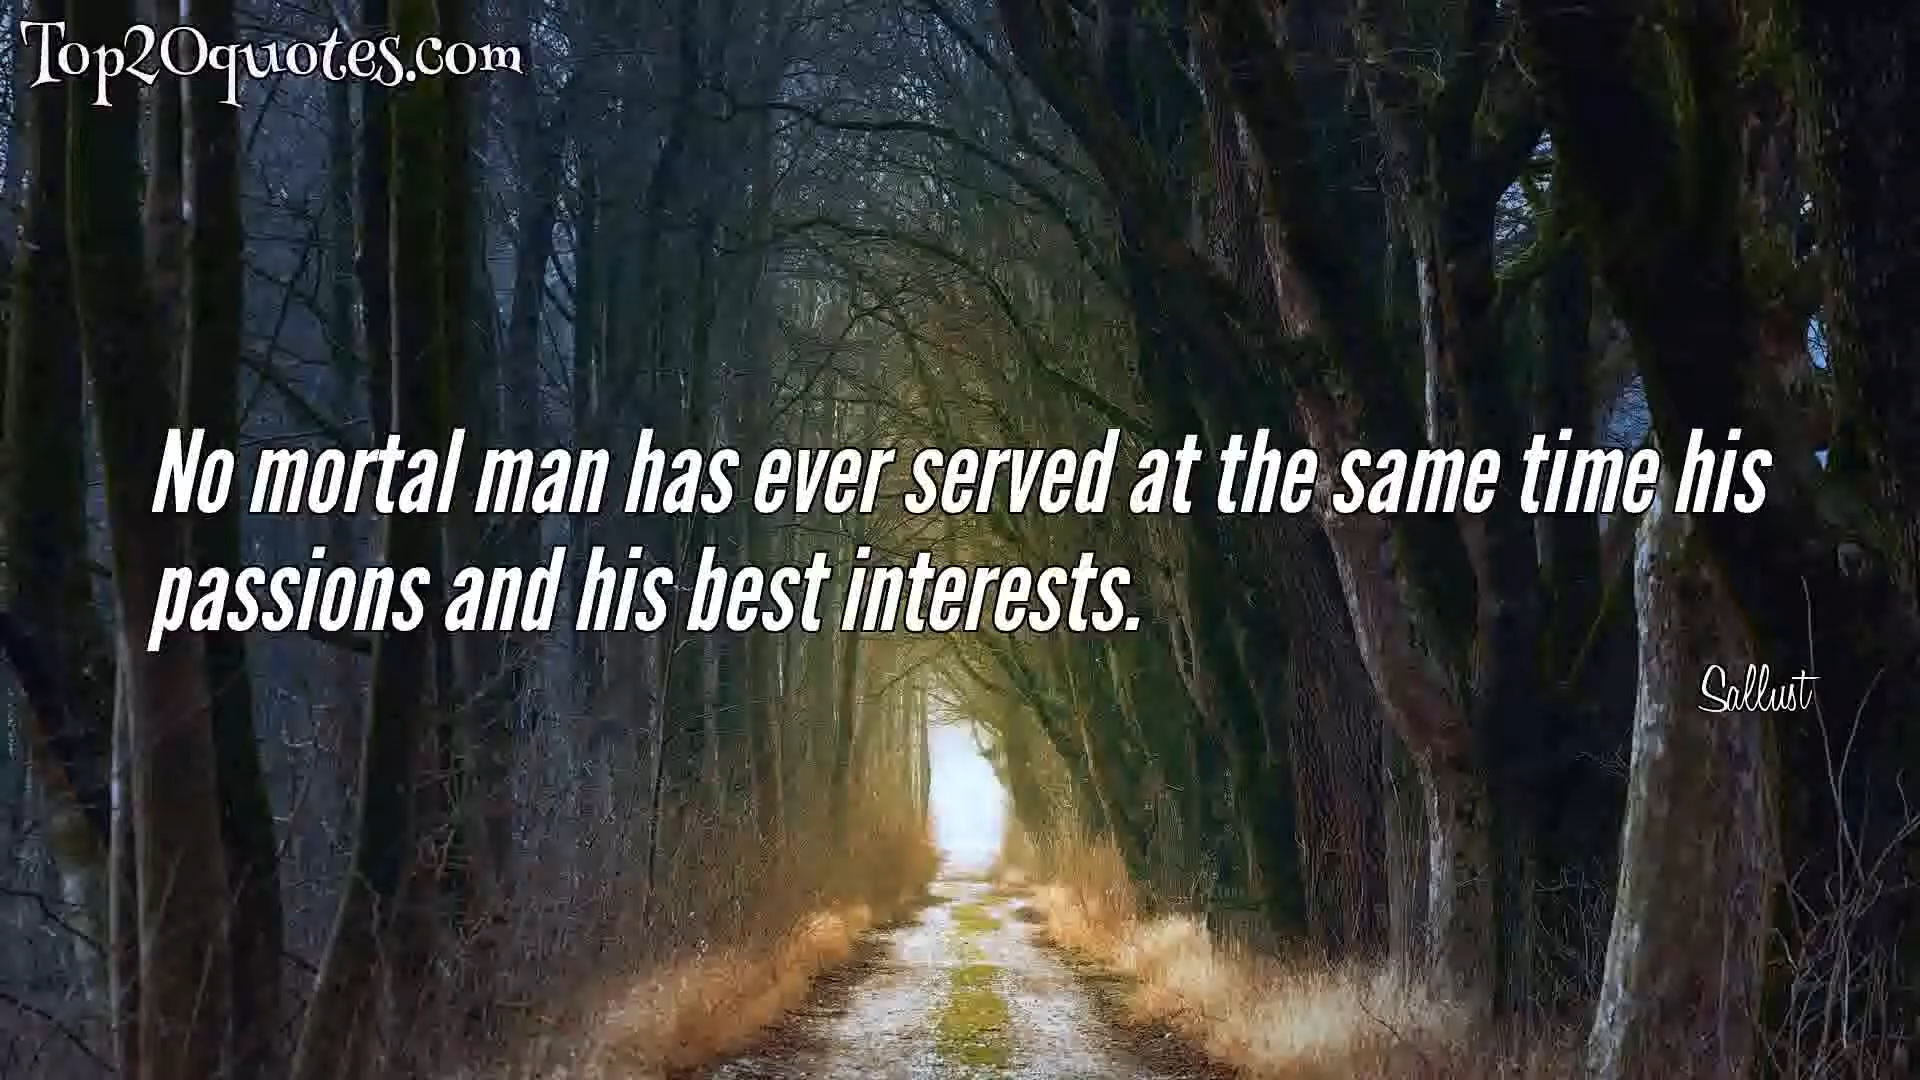 Top20quotes.com
No mortal man has ever served at the same time his
passions and his best interests.
Sallust